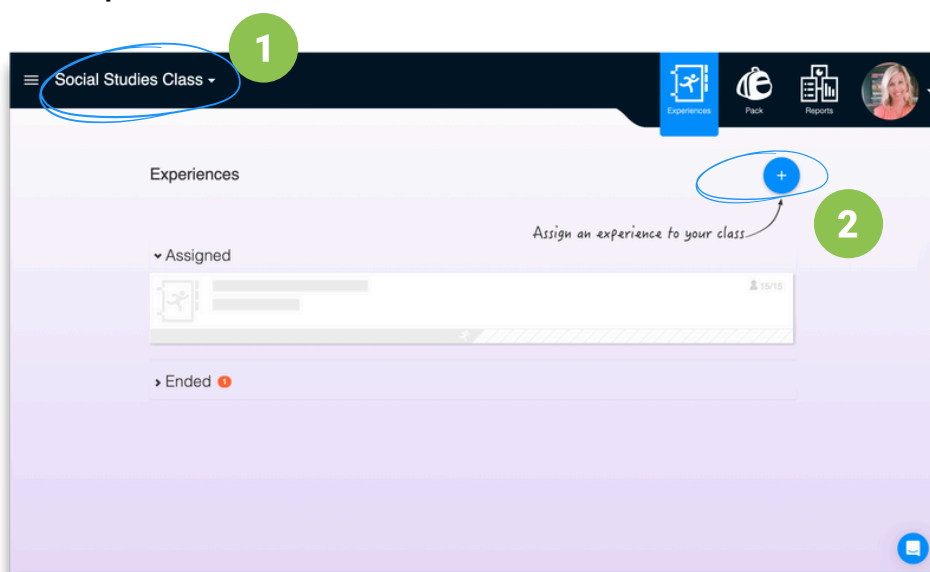 1
Social Studies Class
Experiences
Pack
Reports
Experiences
+
Assign an experience to your class
2
Assigned
15/15
Ended 1